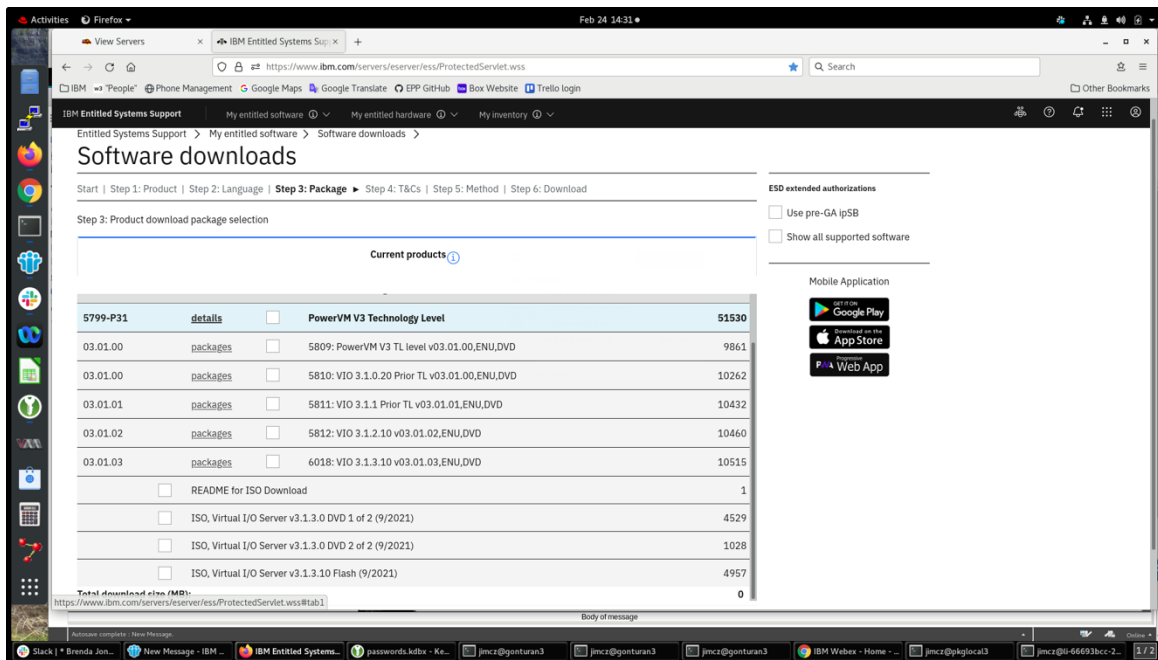 Activities Firefox Feb 24 14:31
View Servers IBM Entitled Systems Sup
https://www.ibm.com/servers/eserver/ess/ProtectedServlet.wss Search
IBM w3 "People" Phone Management Google Maps Google Translate EPP GitHub Box Website Trello login Other Bookmarks
IBM Entitled Systems Support My entitled software My entitled hardware My inventory
Entitled Systems Support > My entitled software > Software downloads >
Software downloads
Start | Step 1: Product | Step 2: Language | Step 3: Package ► Step 4: T&Cs | Step 5: Method | Step 6: Download
Step 3: Product download package selection
Current products
5799-P31 details PowerVM V3 Technology Level 51530
03.01.00 packages 5809: PowerVM V3 TL level v03.01.00,ENU,DVD 9861
03.01.00 packages 5810: VIO 3.1.0.20 Prior TL v03.01.00,ENU,DVD 10262
03.01.01 packages 5811: VIO 3.1.1 Prior TL v03.01.01,ENU,DVD 10432
03.01.02 packages 5812: VIO 3.1.2.10 v03.01.02,ENU,DVD 10460
03.01.03 packages 6018: VIO 3.1.3.10 v03.01.03,ENU,DVD 10515
README for ISO Download 1
ISO, Virtual I/O Server v3.1.3.0 DVD 1 of 2 (9/2021) 4529
ISO, Virtual I/O Server v3.1.3.0 DVD 2 of 2 (9/2021) 1028
ISO, Virtual I/O Server v3.1.3.10 Flash (9/2021) 4957
Total download size (MB): 0
ESD extended authorizations
Use pre-GA ipSB
Show all supported software
Mobile Application
GET IT ON
Google Play
Download on the
App Store
Progressive
PWA Web App
https://www.ibm.com/servers/eserver/ess/ProtectedServlet.wss#tab1
Body of message
Autosave complete : New Message. Online
Slack | * Brenda Jon... New Message - IBM ... IBM Entitled Systems... passwords.kdbx - Ke... jimcz@gonturan3 jimcz@gonturan3 jimcz@gonturan3 IBM Webex - Home - ... jimcz@pkglocal3 jimcz@li-66693bcc-2... 1 / 2